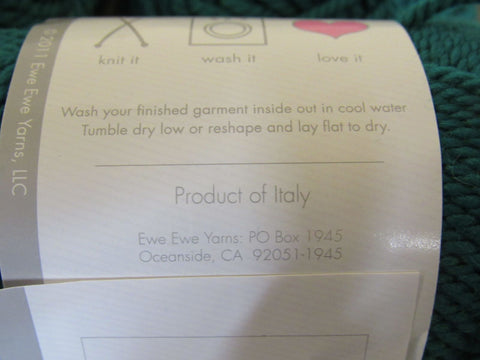 © 2011 Ewe Ewe Yarns, LLC
knit it wash it love it
Wash your finished garment inside out in cool water
Tumble dry low or reshape and lay flat to dry.
Product of Italy
Ewe Ewe Yarns: PO Box 1945
Oceanside, CA 92051-1945